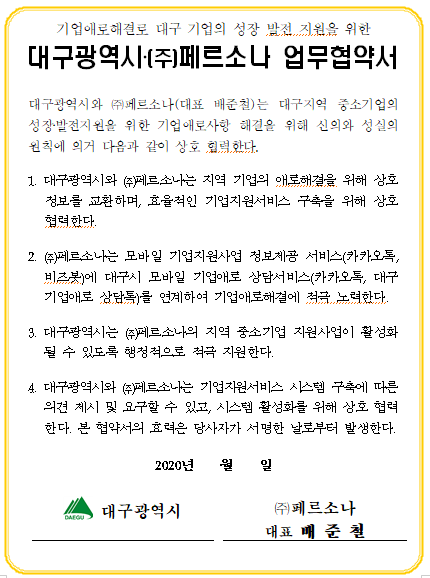 기업애로해결로 대구 기업의 성장 발전 지원을 위한
대구광역시·(주)페르소나 업무협약서
대구광역시와 ㈜페르소나(대표 배준철)는 대구지역 중소기업의
성장·발전지원을 위한 기업애로사항 해결을 위해 신의와 성실의
원칙에 의거 다음과 같이 상호 협력한다.
1. 대구광역시와 ㈜페르소나는 지역 기업의 애로해결을 위해 상호
정보를 교환하며, 효율적인 기업지원서비스 구축을 위해 상호
협력한다.
2. ㈜페르소나는 모바일 기업지원사업 정보제공 서비스(카카오톡,
비즈봇)에 대구시 모바일 기업애로 상담서비스(카카오톡, 대구
기업애로 상담톡)를 연계하여 기업애로해결에 적극 노력한다.
3. 대구광역시는 ㈜페르소나의 지역 중소기업 지원사업이 활성화
될 수 있도록 행정적으로 적극 지원한다.
4. 대구광역시와 ㈜페르소나는 기업지원서비스 시스템 구축에 따른
의견 제시 및 요구할 수 있고, 시스템 활성화를 위해 상호 협력
한다. 본 협약서의 효력은 당사자가 서명한 날로부터 발생한다.
2020년 월 일
DAEGU 대구광역시
㈜페르소나
대표 배 준 철